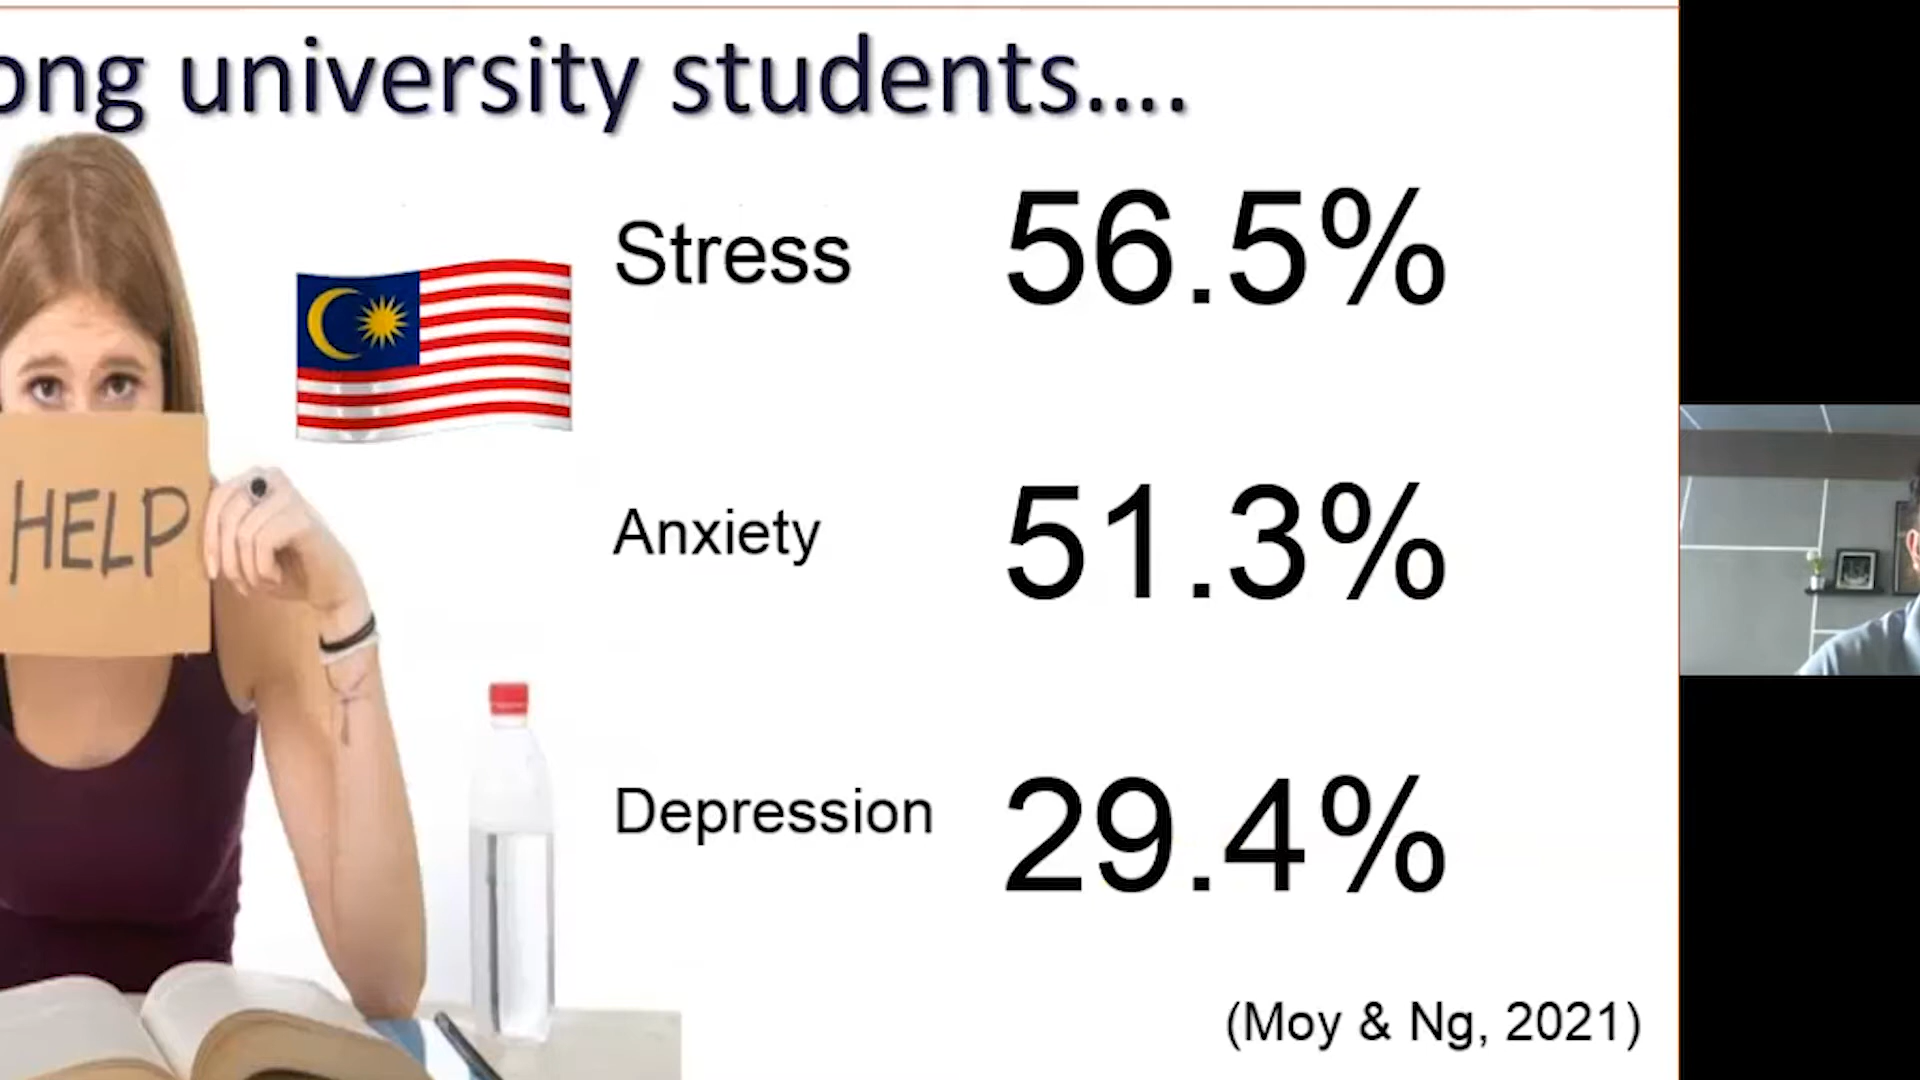 ong university students....
Stress 56.5%
HELP
Anxiety 51.3%
Depression 29.4%
(Moy & Ng, 2021)